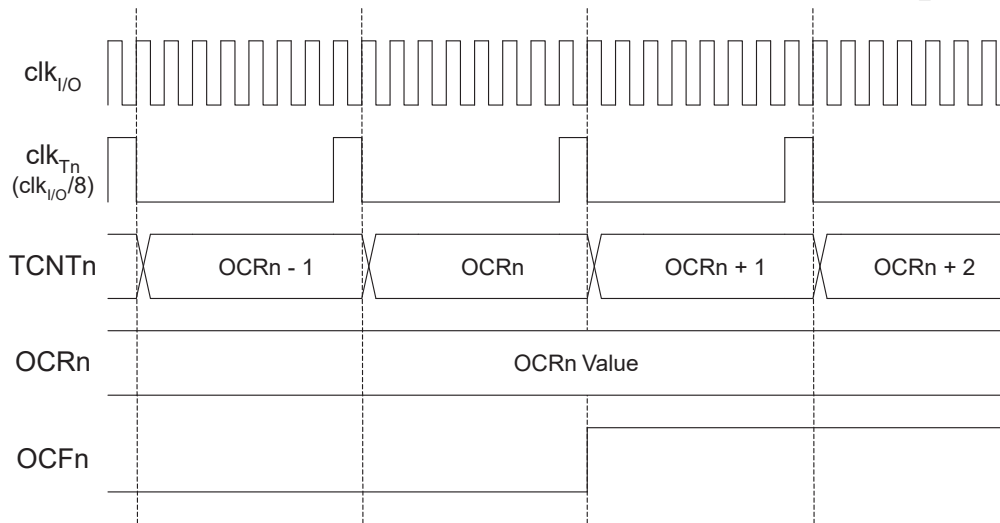 clkI/O
clkTn
(clkI/O/8)
TCNTn
OCRn - 1
OCRn
OCRn + 1
OCRn + 2
OCRn
OCRn Value
OCFn